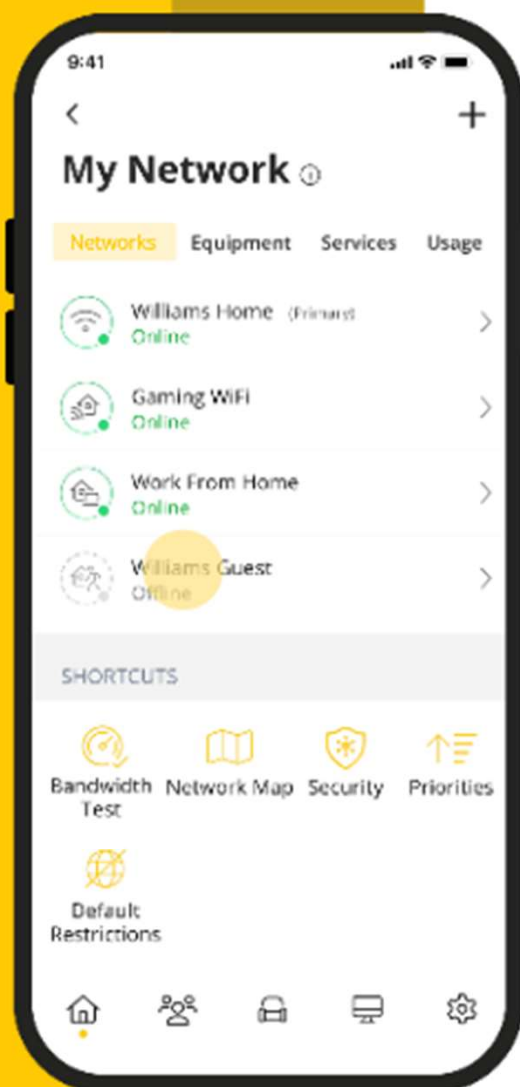 9:41
My Network
Networks Equipment Services Usage
Williams Home (Primary)
Online
Gaming WiFi
Online
Work From Home
Online
Williams Guest
Offline
SHORTCUTS
Bandwidth Test
Network Map
Security
Priorities
Default
Restrictions